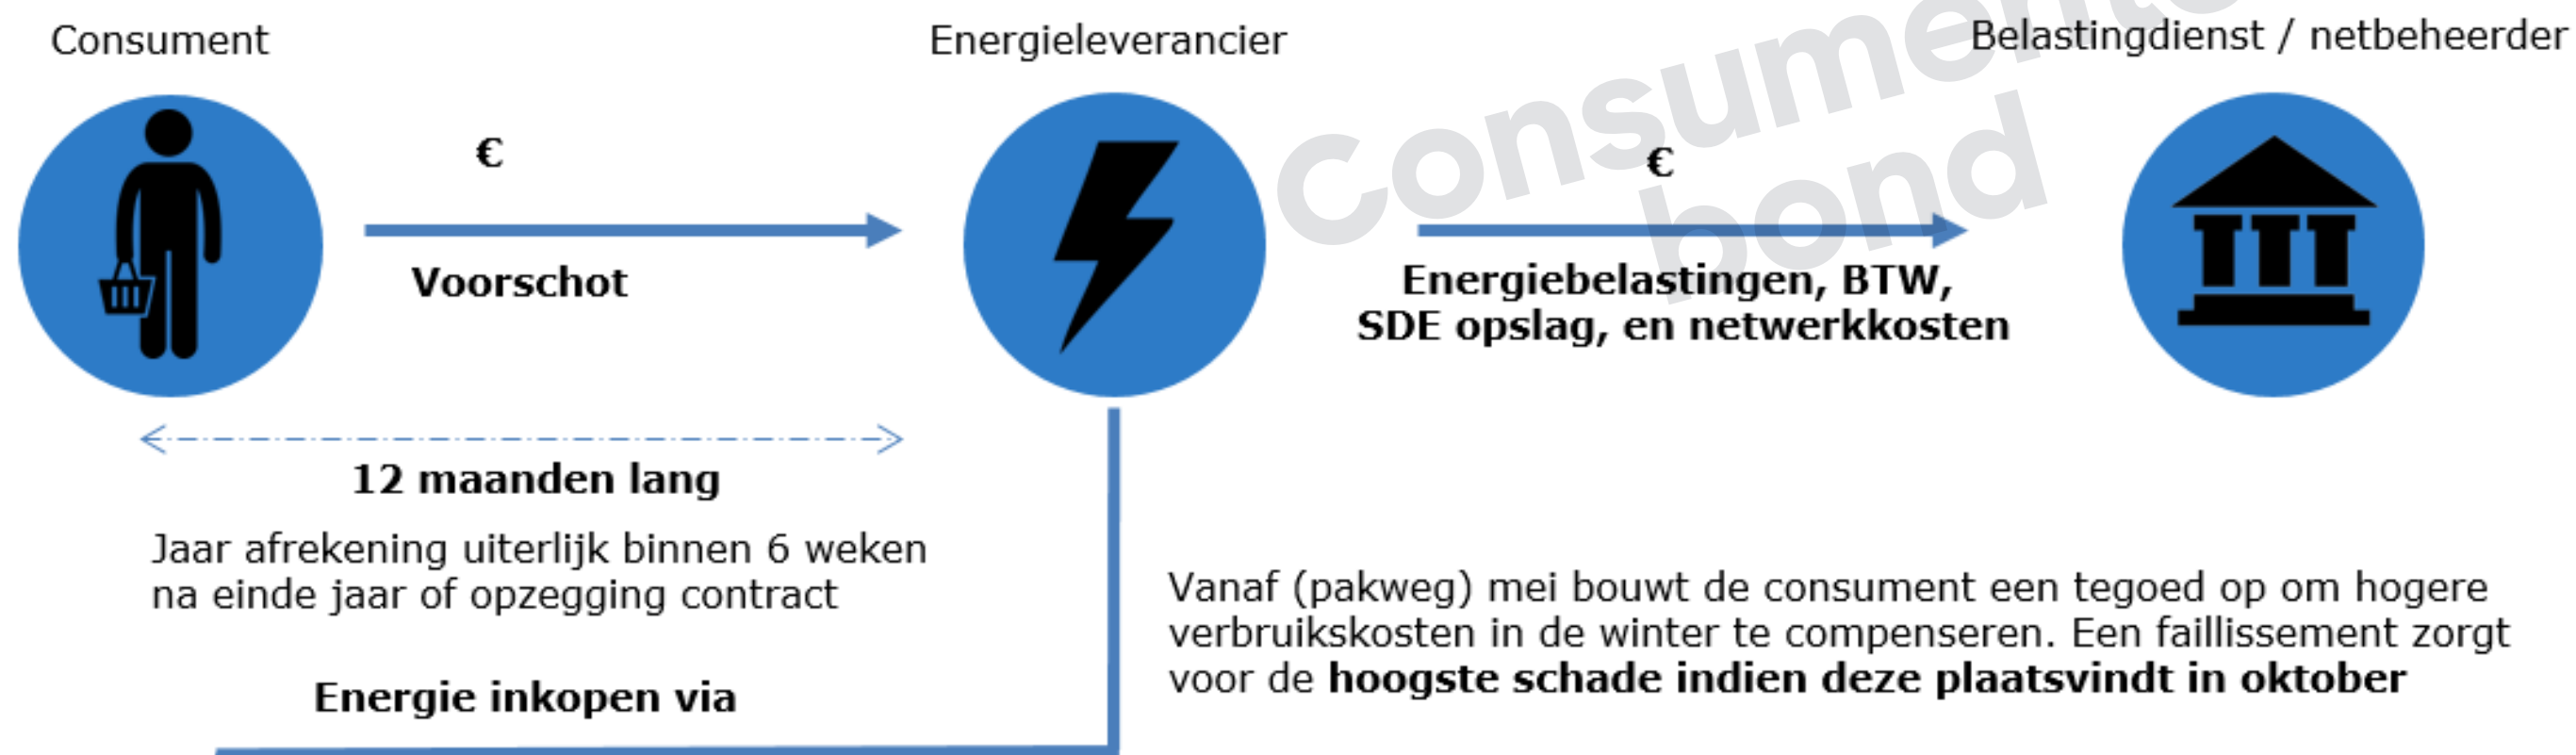 Consument
Energieleverancier
Belastingdienst / netbeheerder
€
Voorschot
€
Energiebelastingen, BTW,
SDE opslag, en netwerkkosten
12 maanden lang
Jaar afrekening uiterlijk binnen 6 weken
na einde jaar of opzegging contract
Vanaf (pakweg) mei bouwt de consument een tegoed op om hogere
verbruikskosten in de winter te compenseren. Een faillissement zorgt
voor de hoogste schade indien deze plaatsvindt in oktober
Energie inkopen via
bond